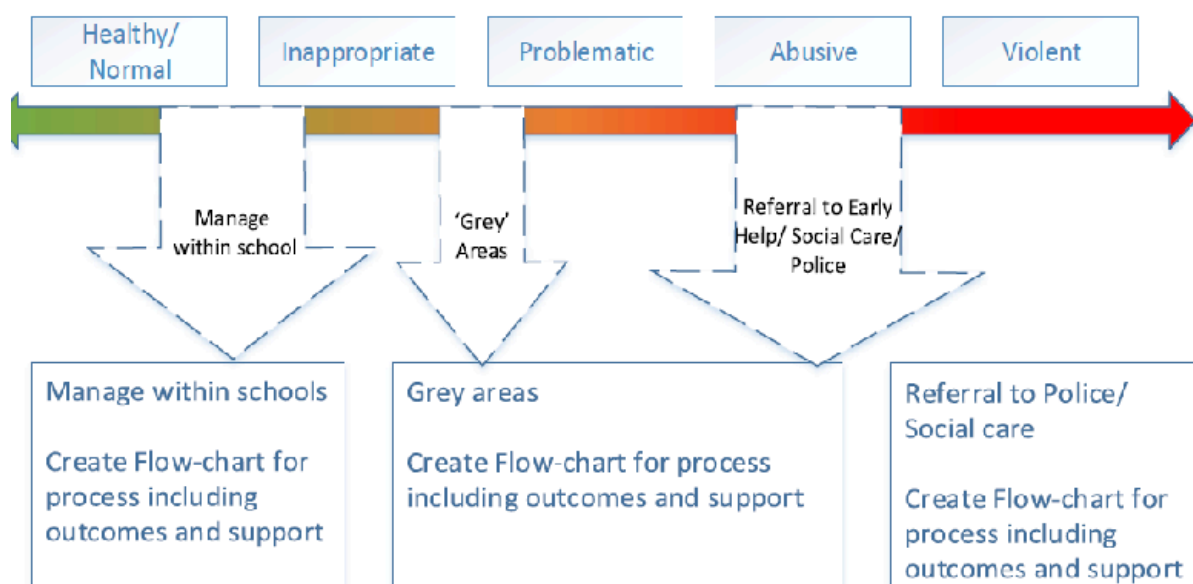 Healthy/
Normal
Inappropriate
Problematic
Abusive
Violent
Manage
within school
‘Grey’
Areas
Referral to Early
Help/ Social Care/
Police
Manage within schools
Create Flow-chart for
process including
outcomes and support
Grey areas
Create Flow-chart for process
including outcomes and support
Referral to Police/
Social care
Create Flow-chart for
process including
outcomes and support